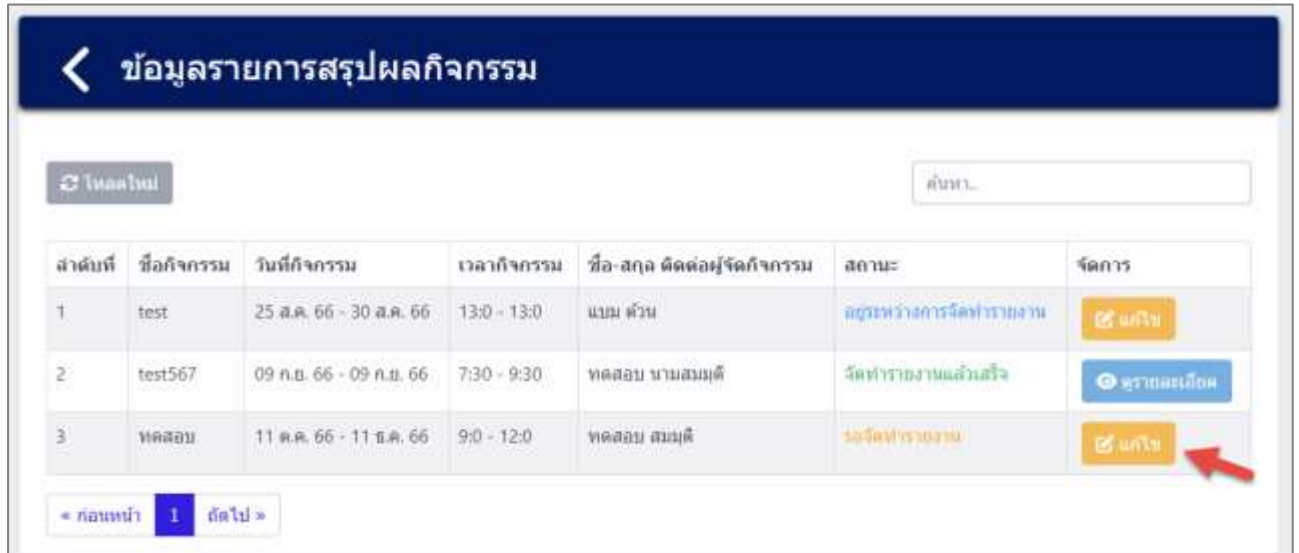 ข้อมูลรายการสรุปผลกิจกรรม
โหลดใหม่ ค้นหา..
ลำดับที่ ชื่อกิจกรรม วันที่กิจกรรม เวลากิจกรรม ชื่อ-สกุล ติดต่อผู้จัดกิจกรรม สถานะ จัดการ
1 test 25 ส.ค. 66 - 30 ส.ค. 66 13:0 - 13:0 แบม ด้วน อยู่ระหว่างการจัดทำรายงาน แก้ไข
2 test567 09 ก.ย. 66 - 09 ก.ย. 66 7:30 - 9:30 ทดสอบ นามสมมุติ จัดทำรายงานแล้วเสร็จ ดูรายละเอียด
3 ทดสอบ 11 ต.ค. 66 - 11 ธ.ค. 66 9:0 - 12:0 ทดสอบ สมมุติ รอจัดทำรายงาน แก้ไข
« ก่อนหน้า 1 ถัดไป »